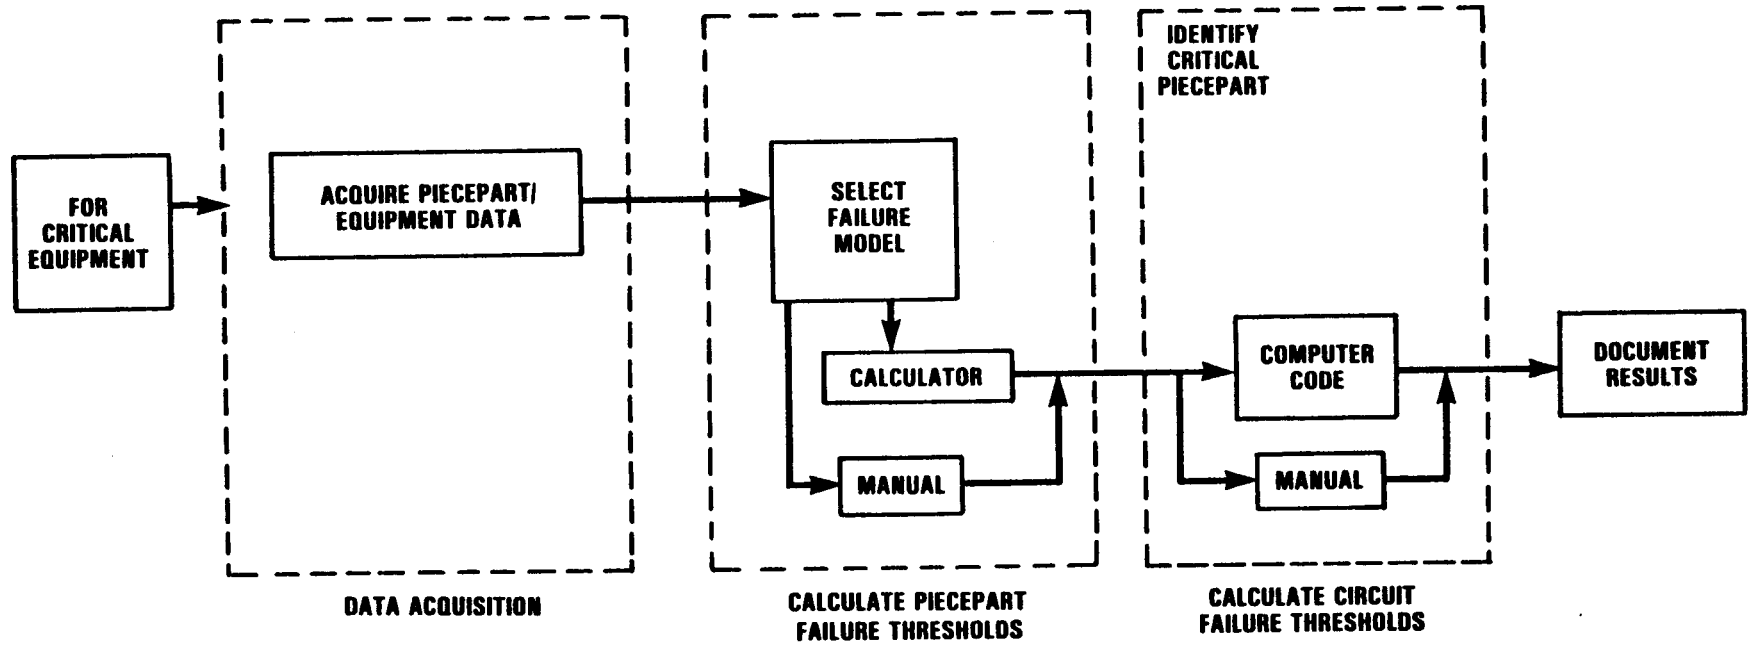 FOR
CRITICAL
EQUIPMENT
ACQUIRE PIECEPART/
EQUIPMENT DATA
DATA ACQUISITION
SELECT
FAILURE
MODEL
CALCULATOR
MANUAL
CALCULATE PIECEPART
FAILURE THRESHOLDS
IDENTIFY
CRITICAL
PIECEPART
COMPUTER
CODE
MANUAL
CALCULATE CIRCUIT
FAILURE THRESHOLDS
DOCUMENT
RESULTS